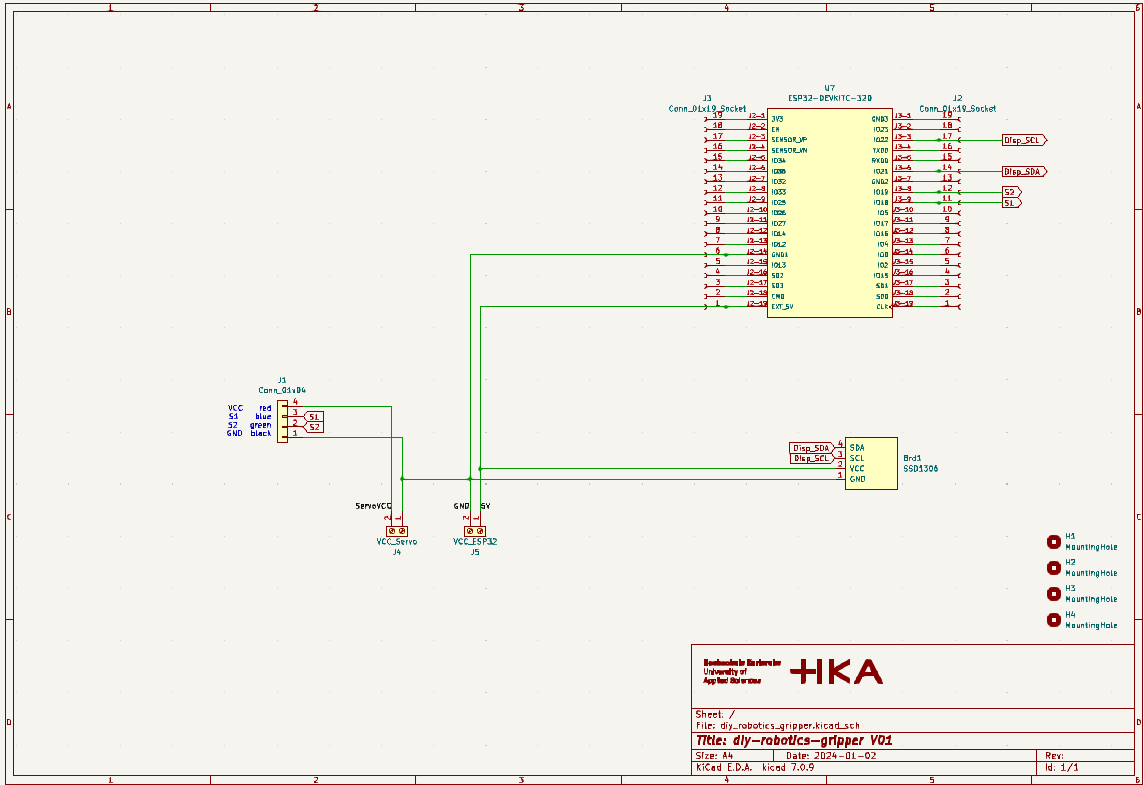 1 2 3 4 5 6
A
B
C
D
A
B
C
D
J3
Conn_01x19_Socket
U7
ESP32-DEVKITC-32D
J2
Conn_01x19_Socket
19 J2-1 3V3 GND3 J3-1 19
18 J2-2 EN IO23 J3-2 18
17 J2-3 SENSOR_VP IO22 J3-3 17 Disp_SCL
16 J2-4 SENSOR_VN TXD0 J3-4 16
15 J2-5 IO34 RXD0 J3-5 15
14 J2-6 IO35 IO21 J3-6 14 Disp_SDA
13 J2-7 IO32 GND2 J3-7 13
12 J2-8 IO33 IO19 J3-8 12 S2
11 J2-9 IO25 IO18 J3-9 11 S1
10 J2-10 IO26 IO5 J3-10 10
9 J2-11 IO27 IO17 J3-11 9
8 J2-12 IO14 IO16 J3-12 8
7 J2-13 IO12 IO4 J3-13 7
6 J2-14 GND1 IO0 J3-14 6
5 J2-15 IO13 IO2 J3-15 5
4 J2-16 SD2 IO15 J3-16 4
3 J2-17 SD3 SD1 J3-17 3
2 J2-18 CMD SD0 J3-18 2
1 J2-19 EXT_5V CLK J3-19 1
J1
Conn_01x04
VCC red 4
S1 blue 3 S1
S2 green 2 S2
GND black 1
Disp_SDA 4 SDA
Disp_SCL 3 SCL
2 VCC
1 GND
Brd1
SSD1306
ServoVCC
2 1
VCC_Servo
J4
GND 5V
2 1
VCC_ESP32
J5
H1
MountingHole
H2
MountingHole
H3
MountingHole
H4
MountingHole
Hochschule Karlsruhe
University of
Applied Sciences
HKA
Sheet: /
File: diy_robotics_gripper.kicad_sch
Title: diy-robotics-gripper V01
Size: A4 Date: 2024-01-02 Rev:
KiCad E.D.A. kicad 7.0.9 Id: 1/1
1 2 3 4 5 6